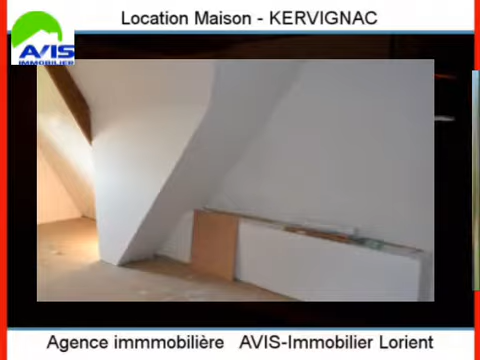 Location Maison - KERVIGNAC
AVIS
IMMOBILIER
Agence immmobilière AVIS-Immobilier Lorient